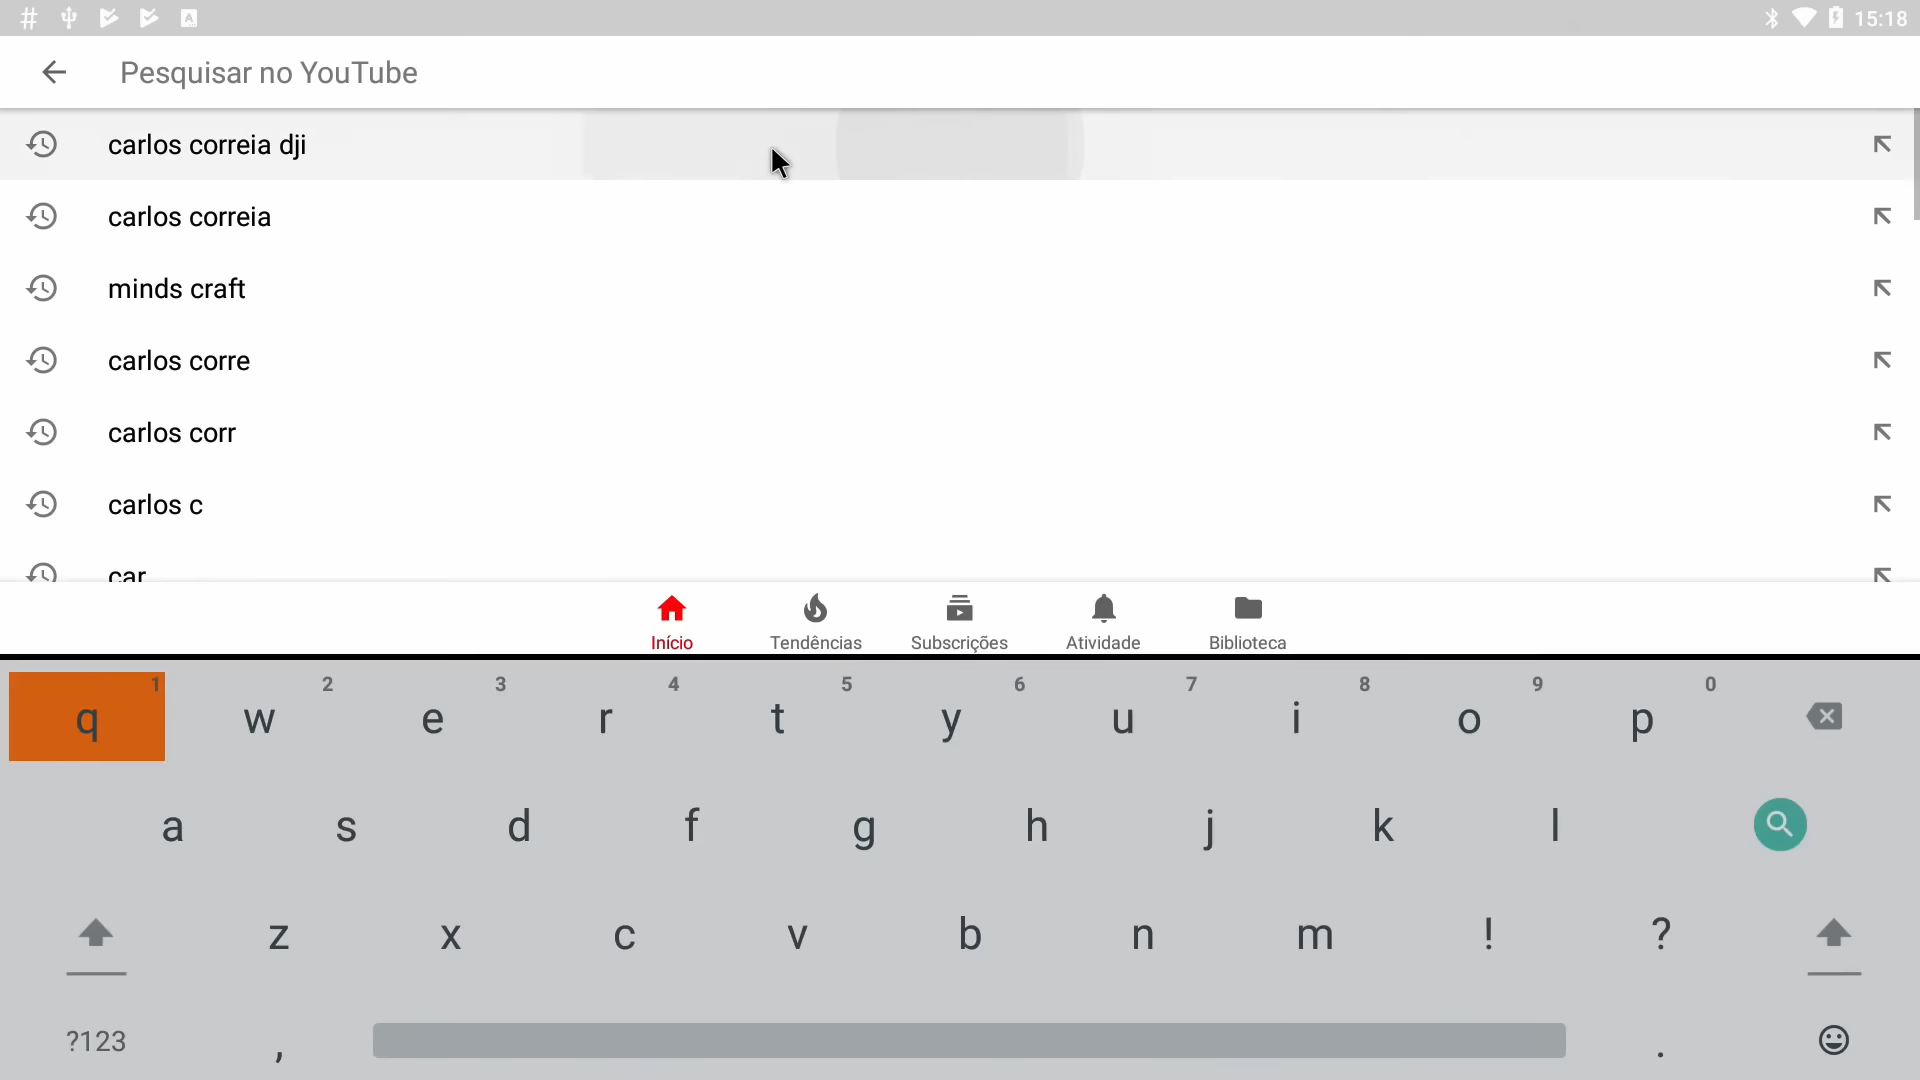 15:18
Pesquisar no YouTube
carlos correia dji
carlos correia
minds craft
carlos corre
carlos corr
carlos c
car
Início Tendências Subscrições Atividade Biblioteca
1 2 3 4 5 6 7 8 9 0
q w e r t y u i o p
a s d f g h j k l
z x c v b n m ! ?
?123 , .